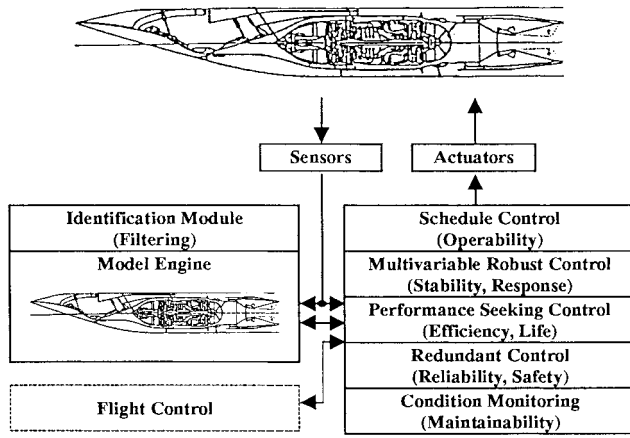 Sensors
Actuators
Identification Module
(Filtering)
Model Engine
Flight Control
Schedule Control
(Operability)
Multivariable Robust Control
(Stability, Response)
Performance Seeking Control
(Efficiency, Life)
Redundant Control
(Reliability, Safety)
Condition Monitoring
(Maintainability)